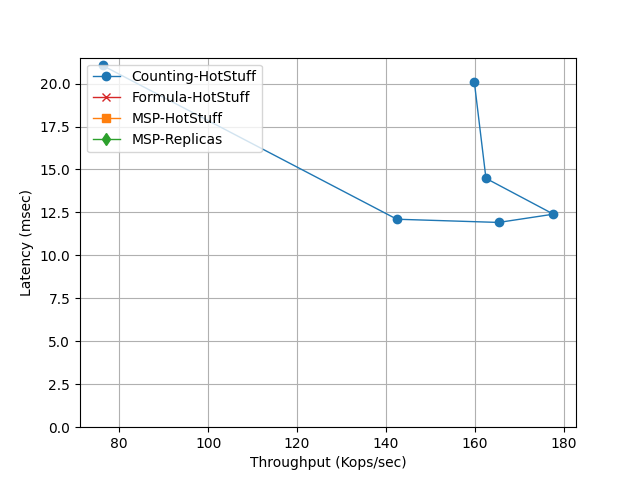 Counting-HotStuff
Formula-HotStuff
MSP-HotStuff
MSP-Replicas
20.0
17.5
15.0
12.5
10.0
7.5
5.0
2.5
0.0
Latency (msec)
80 100 120 140 160 180
Throughput (Kops/sec)